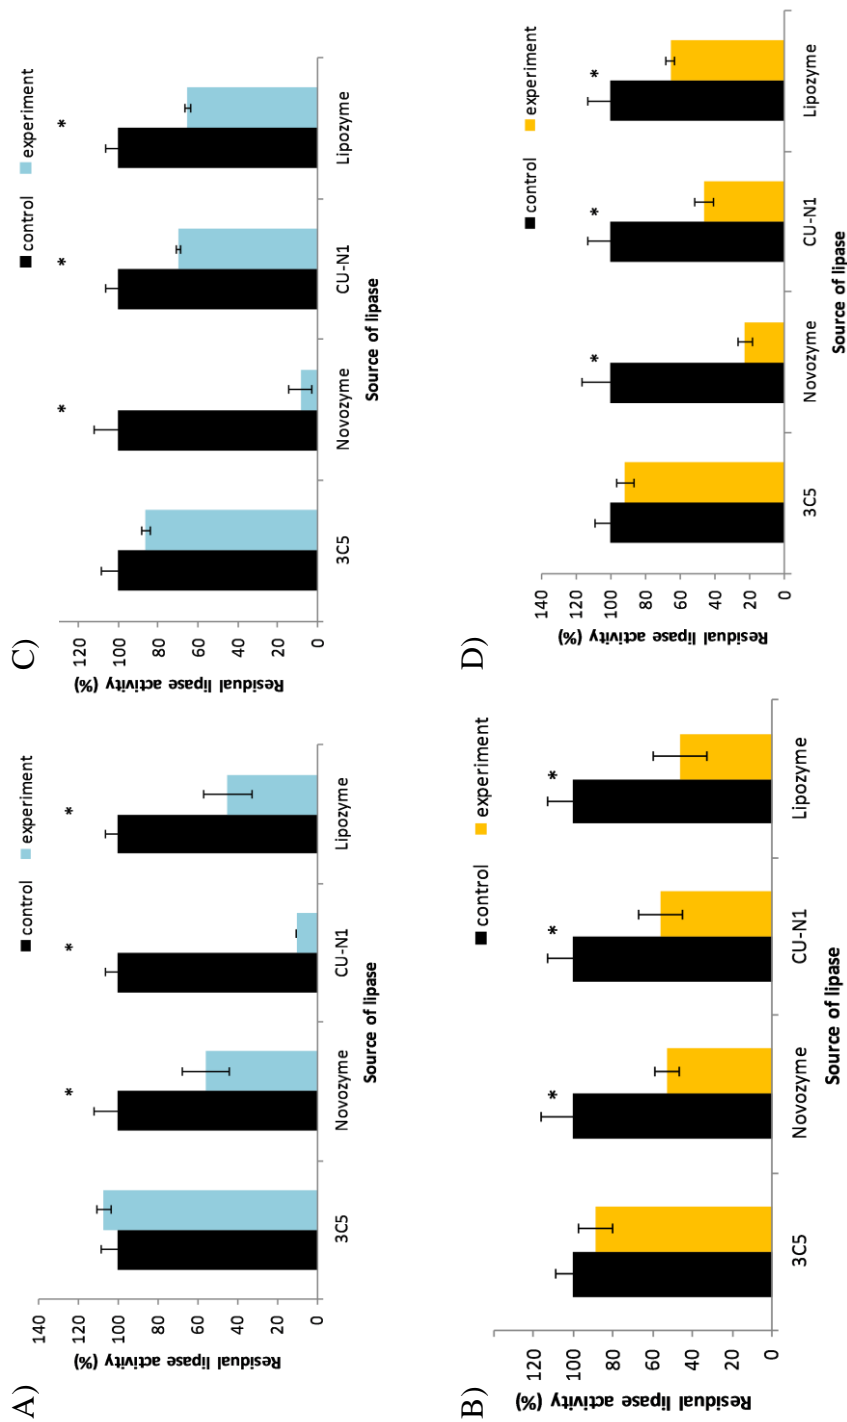 A)
control experiment
Residual lipase activity (%)
140
120
100
80
60
40
20
0
* * *
3C5 Novozyme CU-N1 Lipozyme
Source of lipase
B)
control experiment
Residual lipase activity (%)
120
100
80
60
40
20
0
* * *
3C5 Novozyme CU-N1 Lipozyme
Source of lipase
C)
control experiment
Residual lipase activity (%)
120
100
80
60
40
20
0
* * *
3C5 Novozyme CU-N1 Lipozyme
Source of lipase
D)
control experiment
Residual lipase activity (%)
140
120
100
80
60
40
20
0
* * *
3C5 Novozyme CU-N1 Lipozyme
Source of lipase